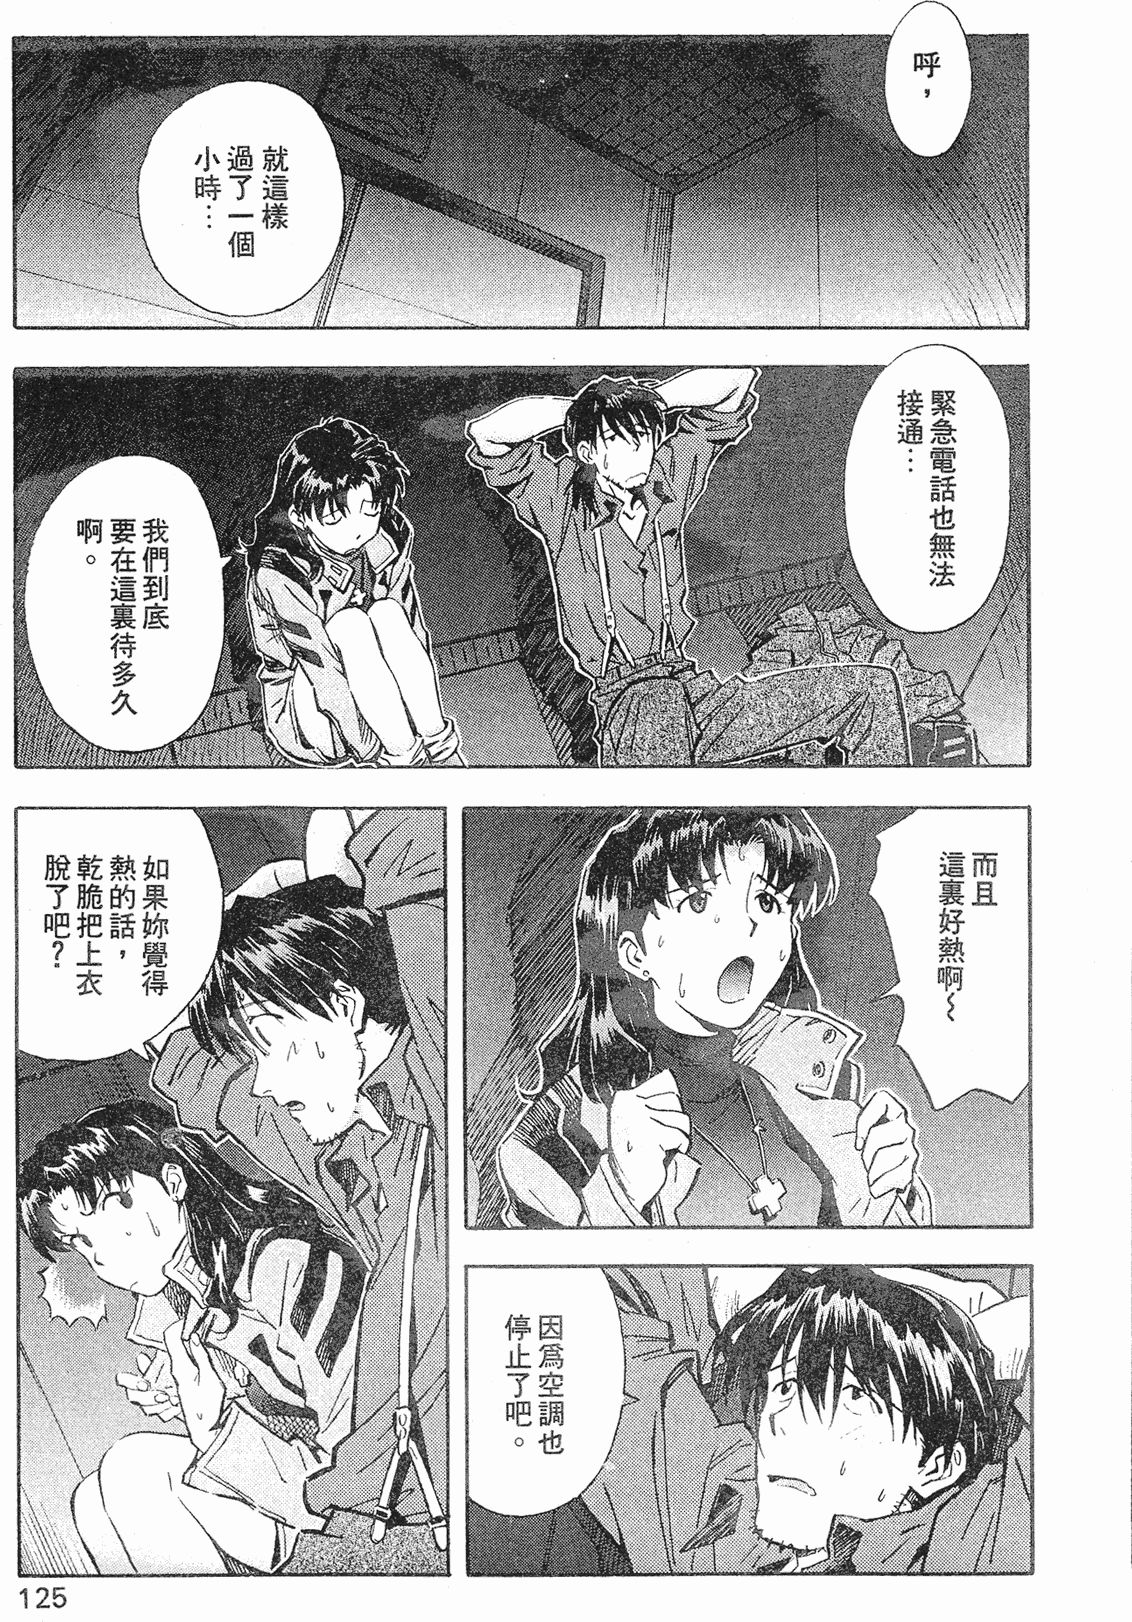 呼，
就這樣
過了一個
小時…
緊急電話也無法
接通…
我們到底
要在這裏待多久
啊。
而且
這裏好熱啊～
因爲空調也
停止了吧。
如果妳覺得
熱的話，
乾脆把上衣
脫了吧？
125